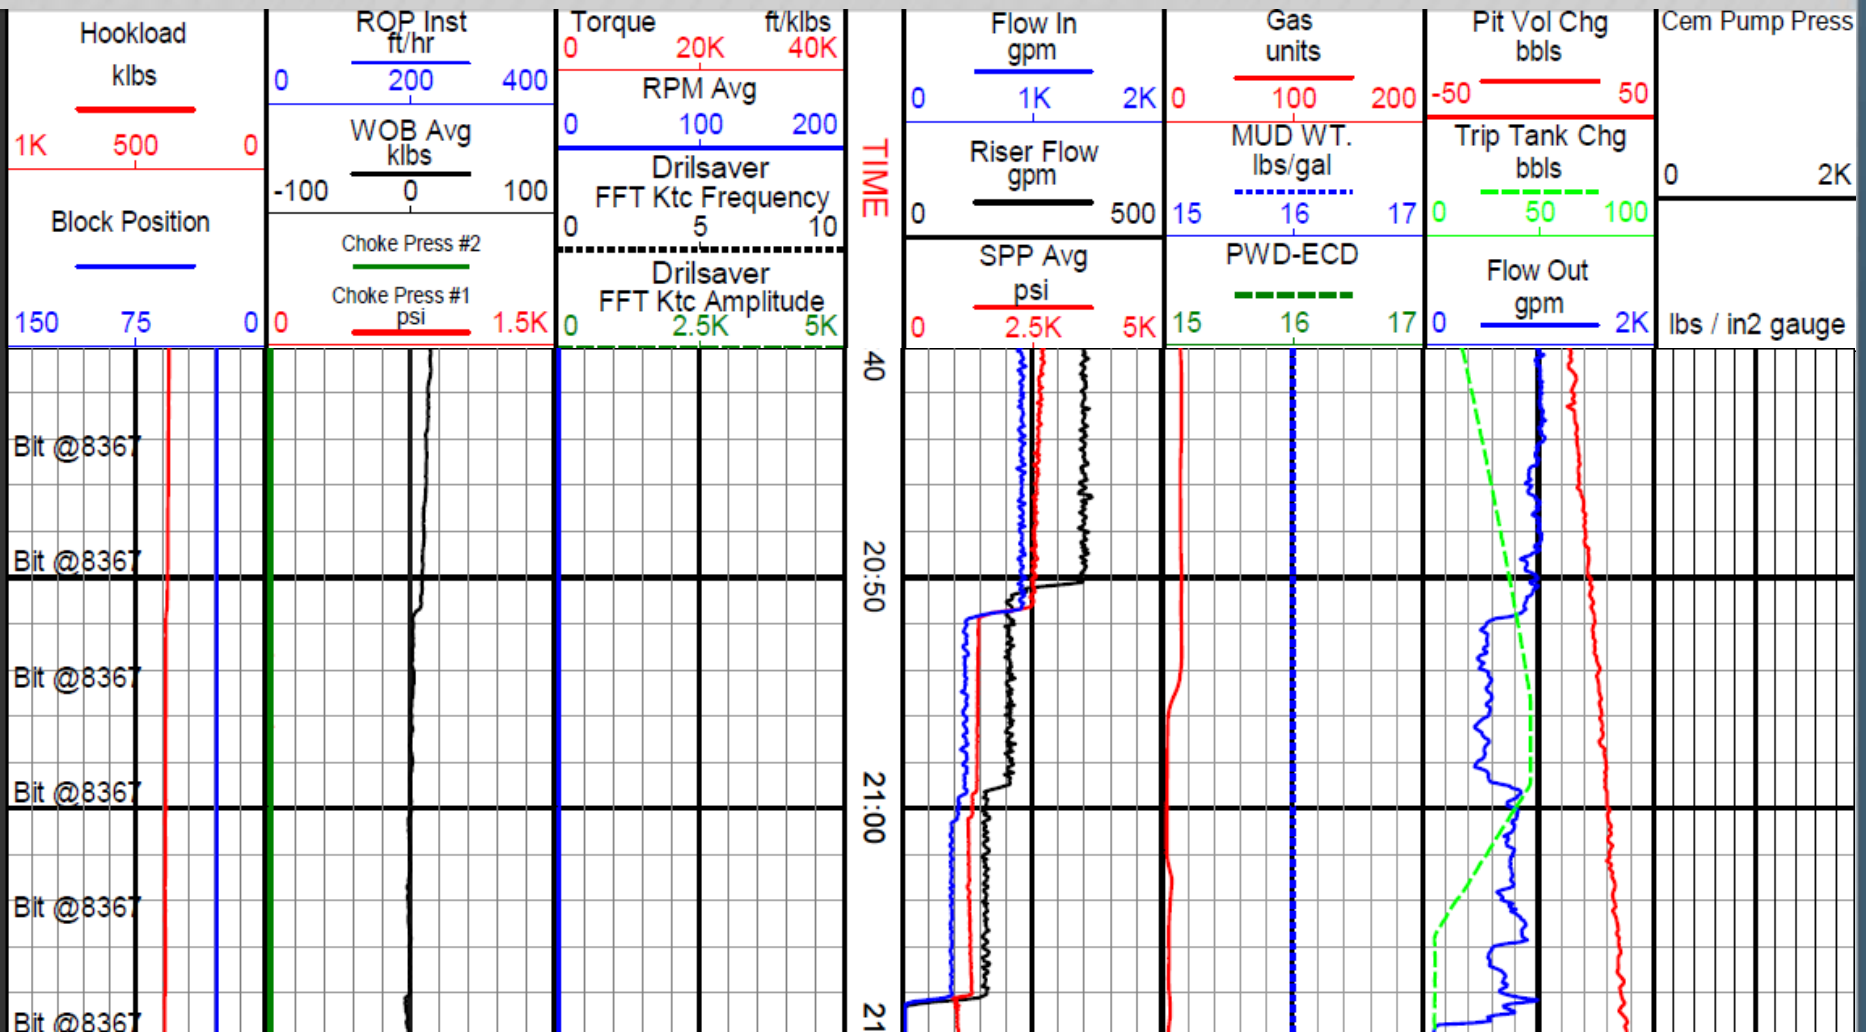 Hookload
klbs
1K 500 0
Block Position
150 75 0
ROP Inst
ft/hr
0 200 400
WOB Avg
klbs
-100 0 100
Choke Press #2
Choke Press #1
psi
0 1.5K
Torque ft/klbs
0 20K 40K
RPM Avg
0 100 200
Drilsaver
FFT Ktc Frequency
0 5 10
Drilsaver
FFT Ktc Amplitude
0 2.5K 5K
TIME
Flow In
gpm
0 1K 2K
Riser Flow
gpm
0 500
SPP Avg
psi
0 2.5K 5K
Gas
units
0 100 200
MUD WT.
lbs/gal
15 16 17
PWD-ECD
15 16 17
Pit Vol Chg
bbls
-50 50
Trip Tank Chg
bbls
0 50 100
Flow Out
gpm
0 2K
Cem Pump Press
0 2K
lbs / in2 gauge
40
Bit @8367
Bit @8367
20:50
Bit @8367
Bit @8367
21:00
Bit @8367
Bit @8367
21